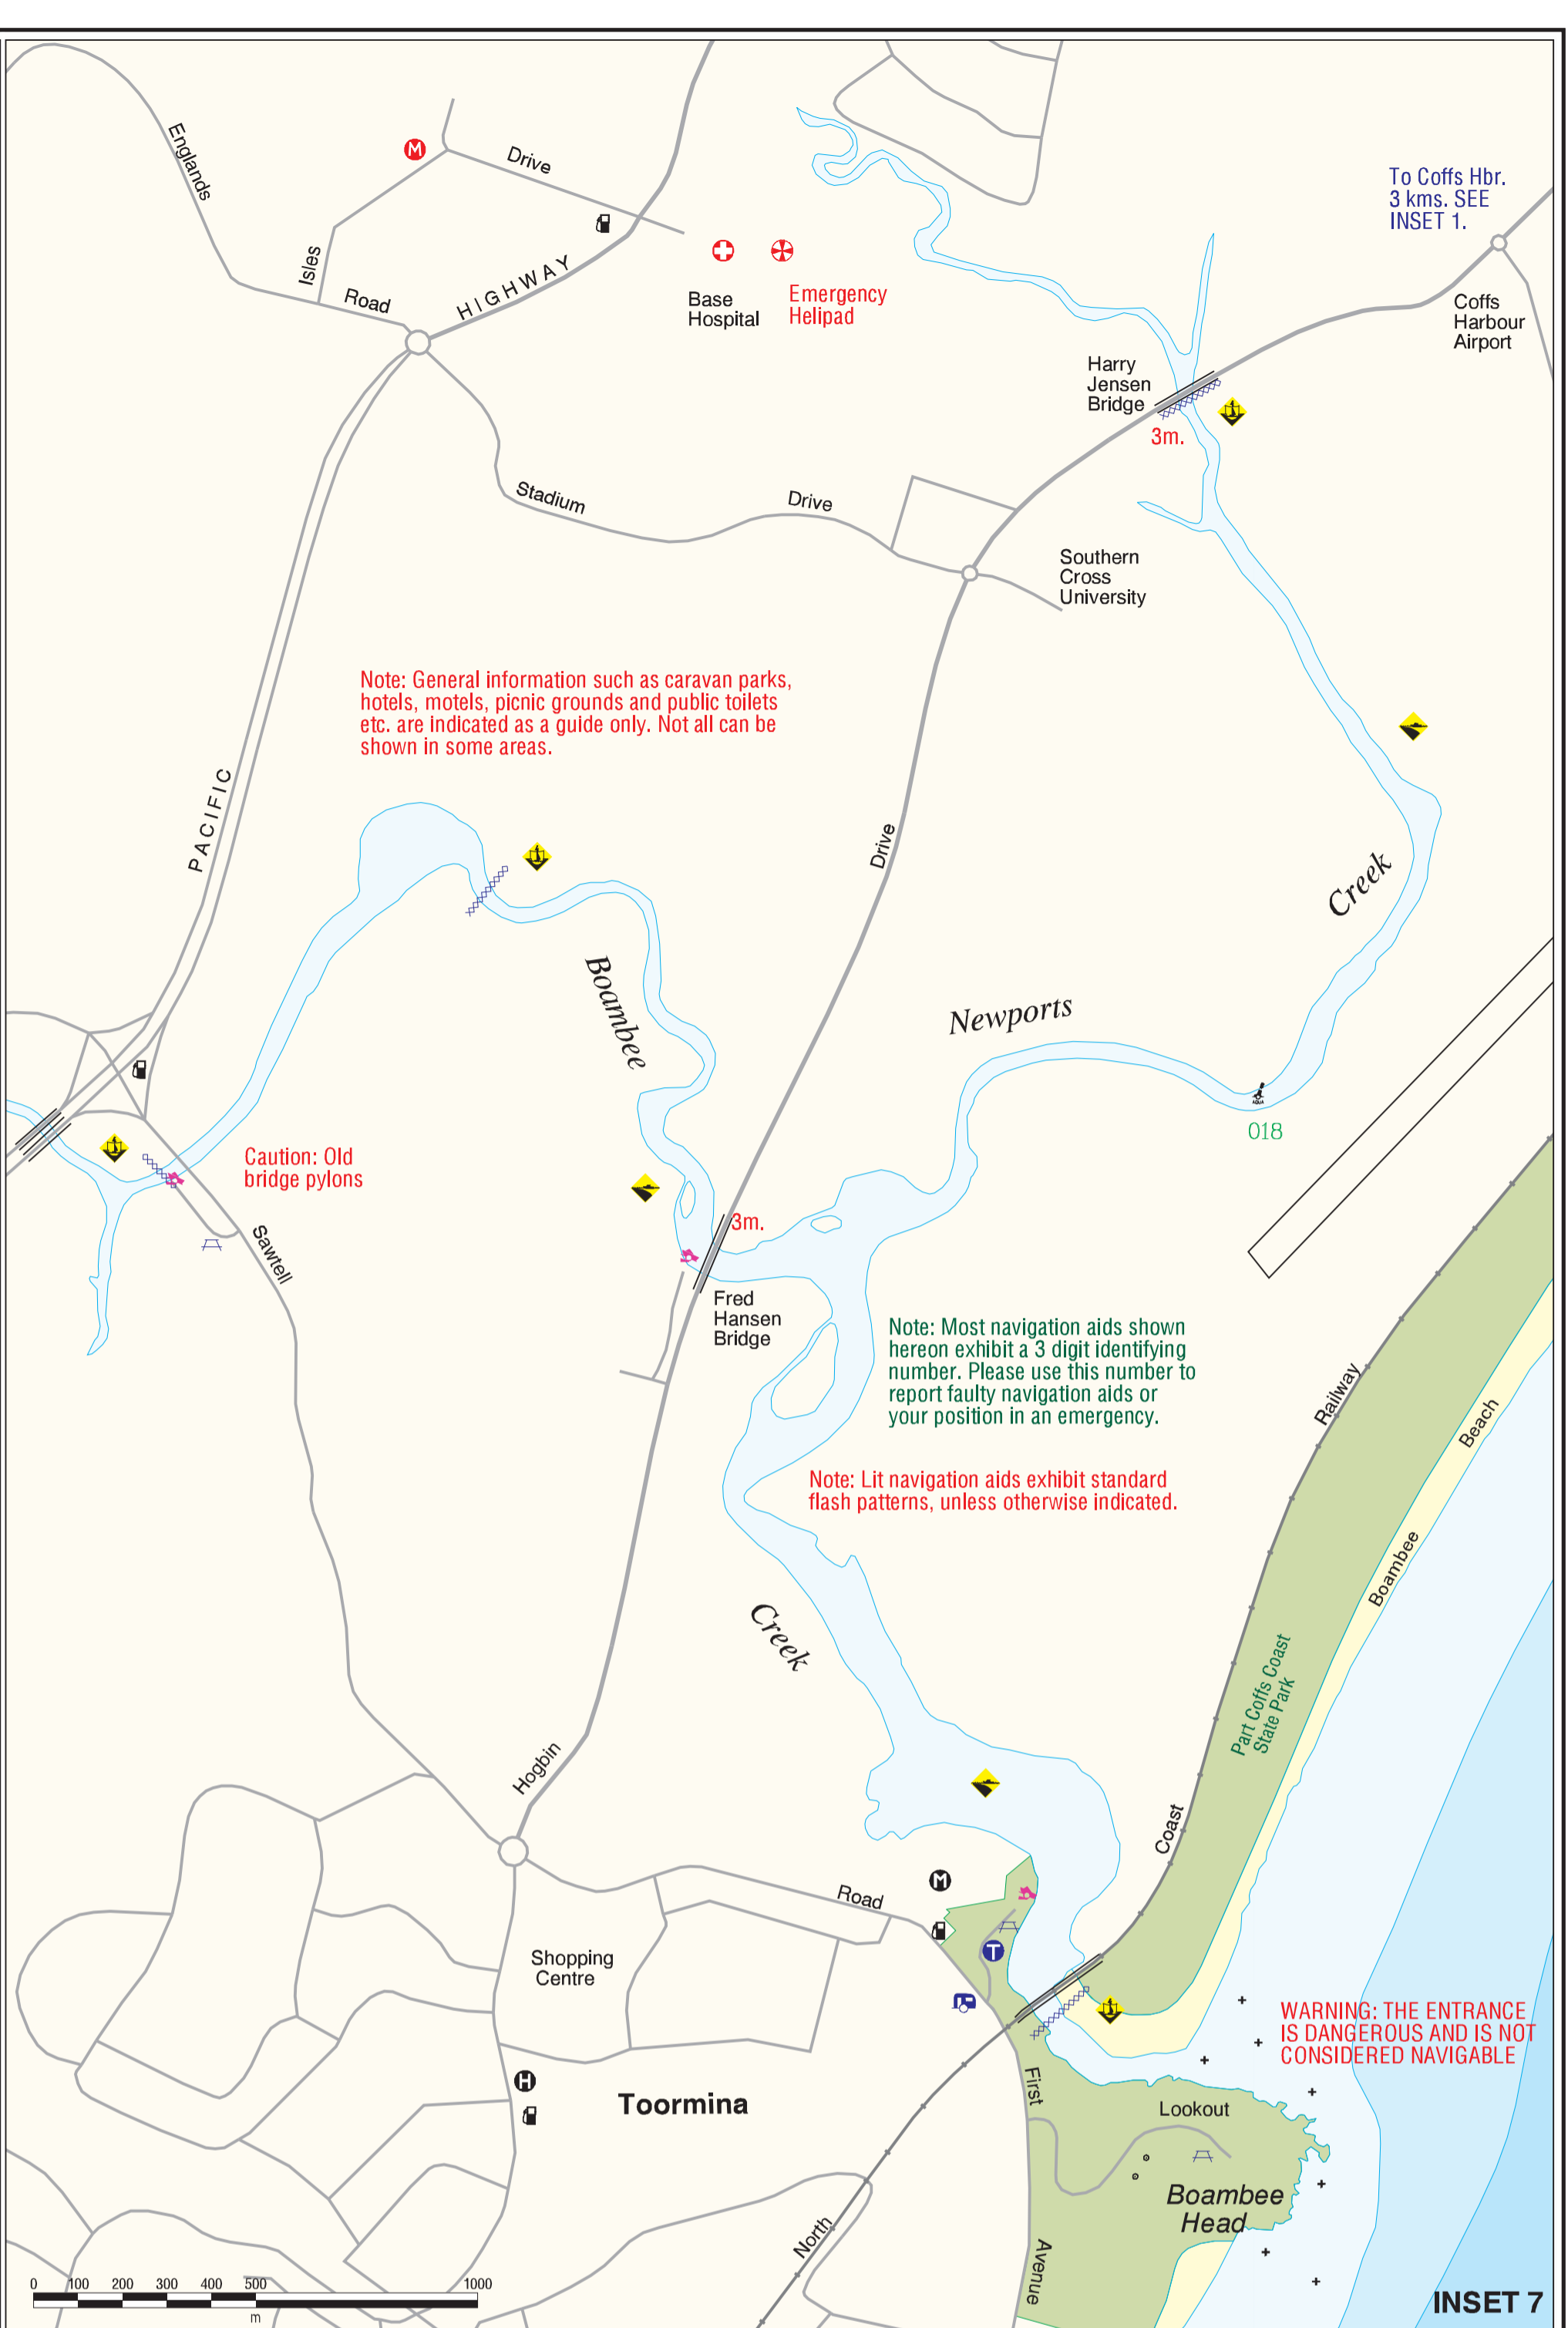 Englands
Isles
Road
M
Drive
HIGHWAY
Base
Hospital
Emergency
Helipad
To Coffs Hbr.
3 kms. SEE
INSET 1.
Coffs
Harbour
Airport
Harry
Jensen
Bridge
3m.
Stadium
Drive
Southern
Cross
University
Note: General information such as caravan parks,
hotels, motels, picnic grounds and public toilets
etc. are indicated as a guide only. Not all can be
shown in some areas.
PACIFIC
Drive
Creek
Boambee
Newports
AQUA
018
Caution: Old
bridge pylons
Sawtell
3m.
Fred
Hansen
Bridge
Note: Most navigation aids shown
hereon exhibit a 3 digit identifying
number. Please use this number to
report faulty navigation aids or
your position in an emergency.
Railway
Beach
Note: Lit navigation aids exhibit standard
flash patterns, unless otherwise indicated.
Boambee
Creek
Part Coffs Coast
State Park
Hogbin
Coast
M
Road
Shopping
Centre
T
WARNING: THE ENTRANCE
IS DANGEROUS AND IS NOT
CONSIDERED NAVIGABLE
H
Toormina
First
Lookout
Boambee
Head
North
Avenue
0 100 200 300 400 500 1000
m
INSET 7